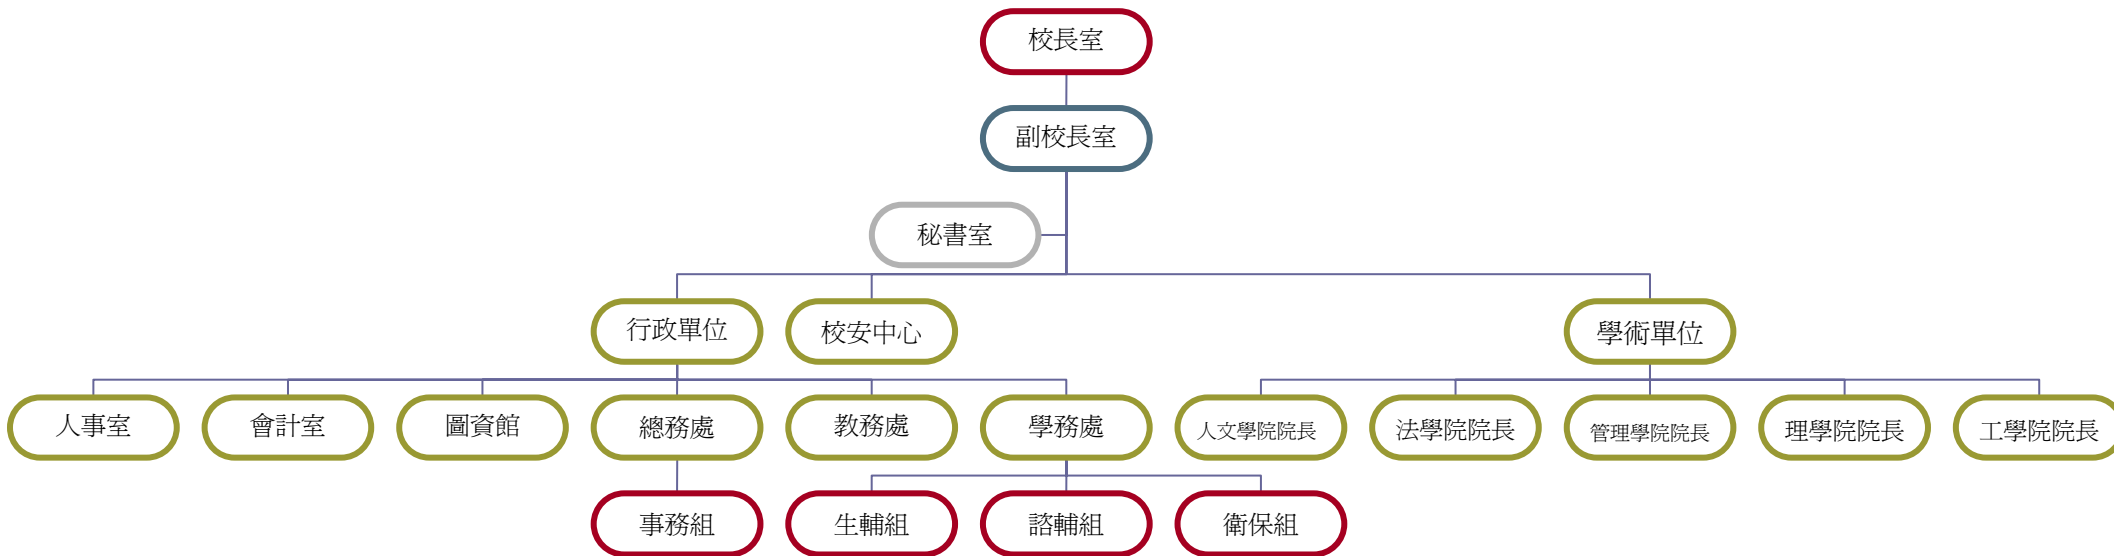 校長室
副校長室
秘書室
行政單位
校安中心
學術單位
人事室
會計室
圖資館
總務處
教務處
學務處
人文學院院長
法學院院長
管理學院院長
理學院院長
工學院院長
事務組
生輔組
諮輔組
衛保組